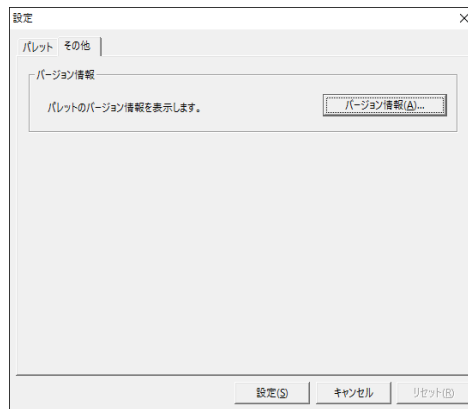 設定
パレット その他
バージョン情報
パレットのバージョン情報を表示します。
バージョン情報(A)...
設定(S) キャンセル リセット(R)